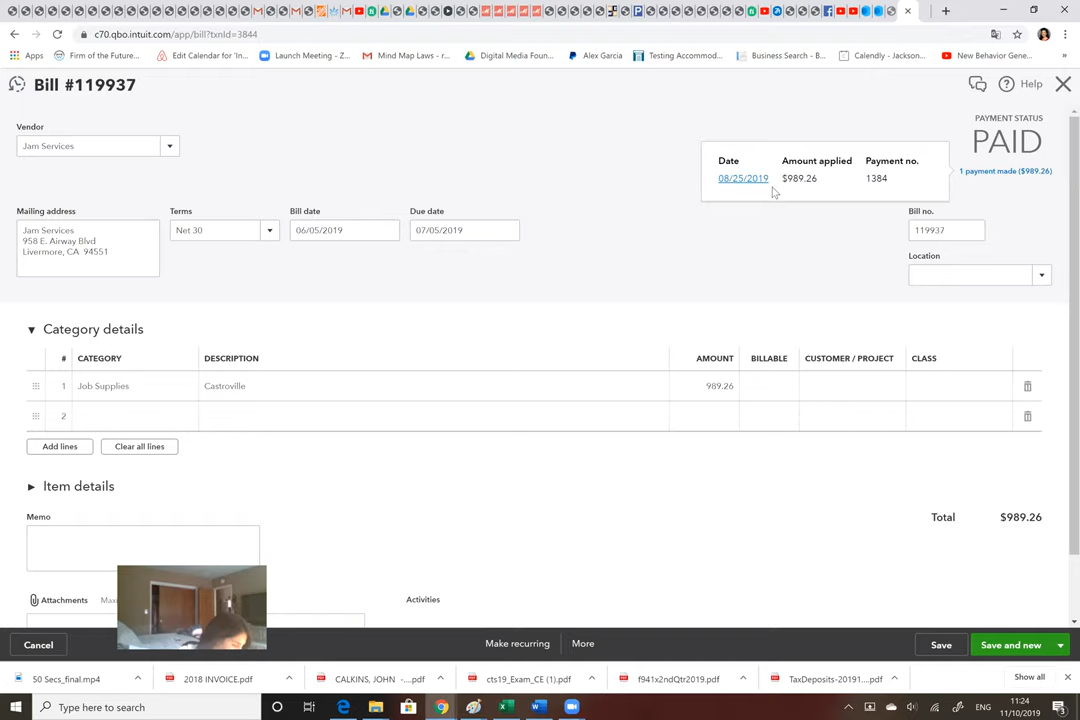 c70.qbo.intuit.com/app/bill?txnId=3844
Apps
Firm of the Future...
Edit Calendar for 'In...
Launch Meeting - Z...
Mind Map Laws - r...
Digital Media Foun...
Alex Garcia
Testing Accommod...
Business Search - B...
Calendly - Jackson...
New Behavior Gene...
»
Bill #119937
Help
PAYMENT STATUS
PAID
1 payment made ($989.26)
Vendor
Jam Services
Date Amount applied Payment no.
08/25/2019 $989.26 1384
Mailing address Terms Bill date Due date Bill no.
Jam Services
958 E. Airway Blvd
Livermore, CA 94551
Net 30 06/05/2019 07/05/2019 119937
Location
Category details
# CATEGORY DESCRIPTION AMOUNT BILLABLE CUSTOMER / PROJECT CLASS
1 Job Supplies Castroville 989.26
2
Add lines Clear all lines
Item details
Memo
Total $989.26
Attachments
Activities
Cancel Make recurring More Save Save and new
50 Secs_final.mp4 2018 INVOICE.pdf CALKINS, JOHN -....pdf cts19_Exam_CE (1).pdf f941x2ndQtr2019.pdf TaxDeposits-20191....pdf Show all
Type here to search
ENG
11:24
11/10/2019
3